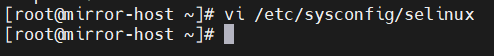 [root@mirror-host ~]# vi /etc/sysconfig/selinux
[root@mirror-host ~]#